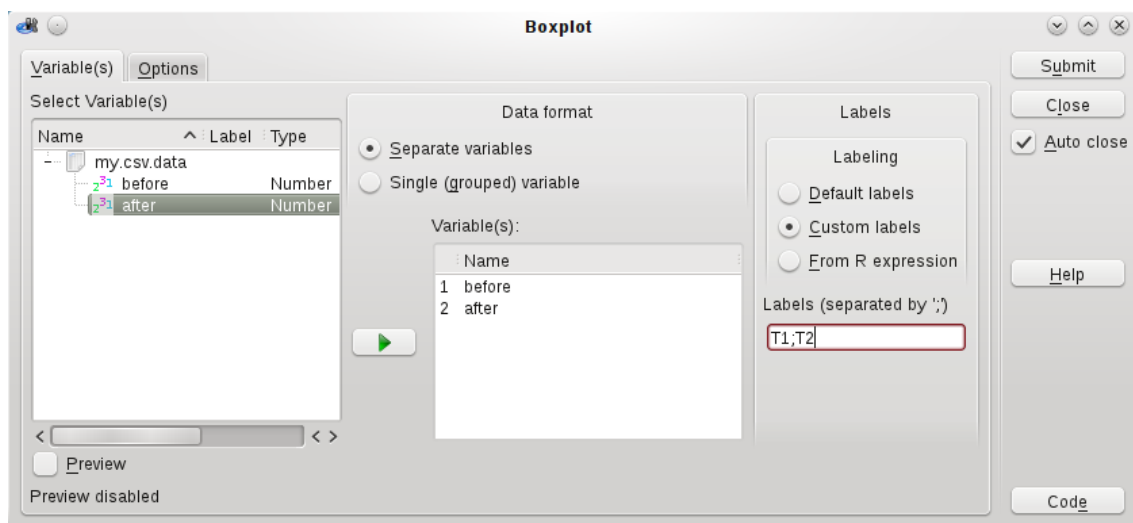 Boxplot
Variable(s)
Options
Select Variable(s)
Name Label Type
my.csv.data
before Number
after Number
Preview
Preview disabled
Data format
Separate variables
Single (grouped) variable
Variable(s):
Name
1 before
2 after
Labels
Labeling
Default labels
Custom labels
From R expression
Labels (separated by ';')
T1;T2
Submit
Close
Auto close
Help
Code